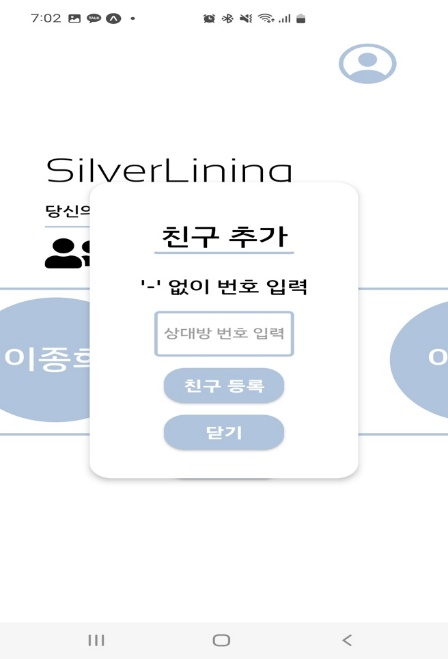 7:02
SilverLining
당신의
친구 추가
'-' 없이 번호 입력
상대방 번호 입력
이종
친구 등록
닫기